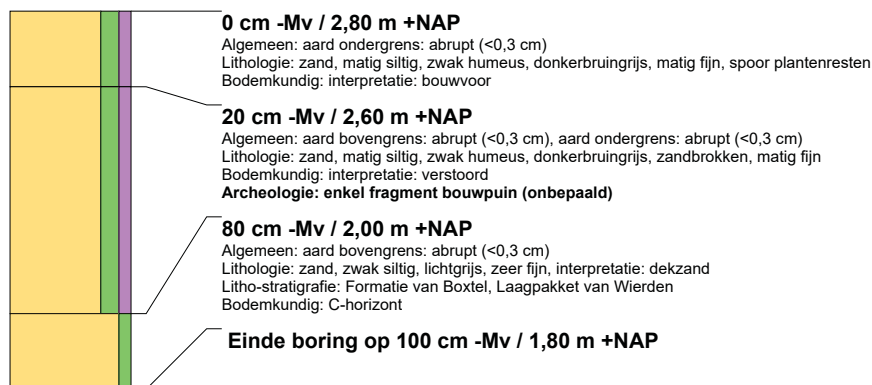 0 cm -Mv / 2,80 m +NAP
Algemeen: aard ondergrens: abrupt (<0,3 cm)
Lithologie: zand, matig siltig, zwak humeus, donkerbruingrijs, matig fijn, spoor plantenresten
Bodemkundig: interpretatie: bouwvoor
20 cm -Mv / 2,60 m +NAP
Algemeen: aard bovengrens: abrupt (<0,3 cm), aard ondergrens: abrupt (<0,3 cm)
Lithologie: zand, matig siltig, zwak humeus, donkerbruingrijs, zandbrokken, matig fijn
Bodemkundig: interpretatie: verstoord
Archeologie: enkel fragment bouwpuin (onbepaald)
80 cm -Mv / 2,00 m +NAP
Algemeen: aard bovengrens: abrupt (<0,3 cm)
Lithologie: zand, zwak siltig, lichtgrijs, zeer fijn, interpretatie: dekzand
Litho-stratigrafie: Formatie van Boxtel, Laagpakket van Wierden
Bodemkundig: C-horizont
Einde boring op 100 cm -Mv / 1,80 m +NAP